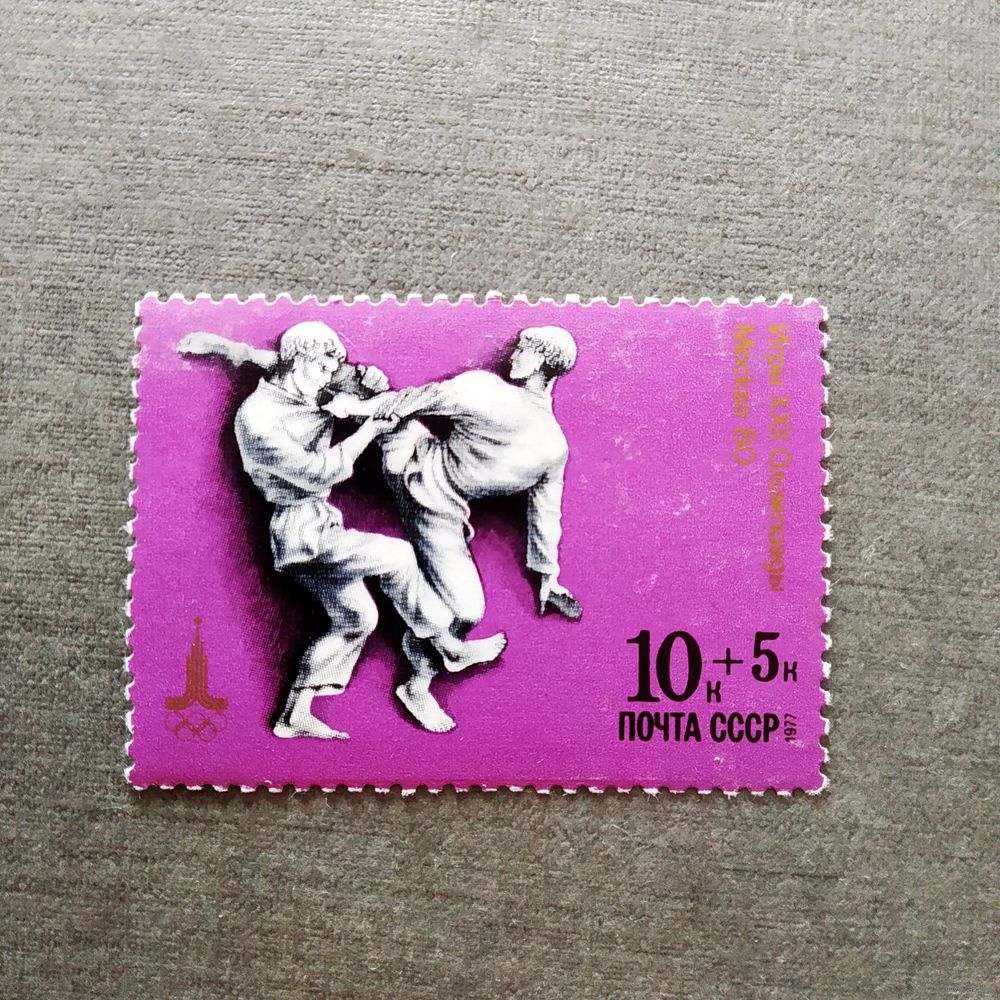 Игры XXII Олимпиады
Москва 80
10к + 5к
ПОЧТА СССР 1977